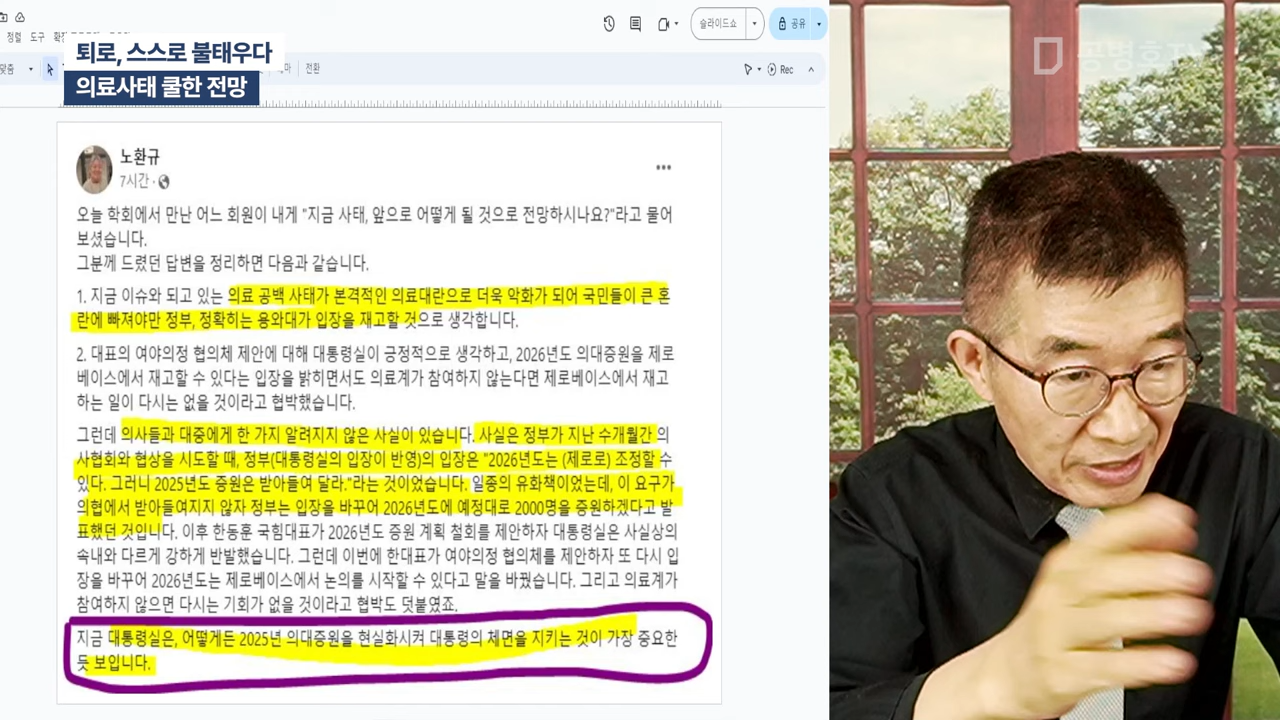 정렬 도구
슬라이드쇼
공유
퇴로, 스스로 불태우다
의료사태 쿨한 전망
맞춤
전환
Rec
공병호TV
노환규
7시간
오늘 학회에서 만난 어느 회원이 내게 "지금 사태, 앞으로 어떻게 될 것으로 전망하시나요?"라고 물어
보셨습니다.
그분께 드렸던 답변을 정리하면 다음과 같습니다.
1. 지금 이슈와 되고 있는 의료 공백 사태가 본격적인 의료대란으로 더욱 악화가 되어 국민들이 큰 혼
란에 빠져야만 정부, 정확히는 용와대가 입장을 재고할 것으로 생각합니다.
2. 대표의 여야의정 협의체 제안에 대해 대통령실이 긍정적으로 생각하고, 2026년도 의대증원을 제로
베이스에서 재고할 수 있다는 입장을 밝히면서도 의료계가 참여하지 않는다면 제로베이스에서 재고
하는 일이 다시는 없을 것이라고 협박했습니다.
그런데 의사들과 대중에게 한 가지 알려지지 않은 사실이 있습니다. 사실은 정부가 지난 수개월간 의
사협회와 협상을 시도할 때, 정부(대통령실의 입장이 반영)의 입장은 "2026년도는 (제로로) 조정할 수
있다. 그러니 2025년도 증원은 받아들여 달라."라는 것이었습니다. 일종의 유화책이었는데, 이 요구가
의협에서 받아들여지지 않자 정부는 입장을 바꾸어 2026년도에 예정대로 2000명을 증원하겠다고 발
표했던 것입니다. 이후 한동훈 국힘대표가 2026년도 증원 계획 철회를 제안하자 대통령실은 사실상의
속내와 다르게 강하게 반발했습니다. 그런데 이번에 한대표가 여야의정 협의체를 제안하자 또 다시 입
장을 바꾸어 2026년도는 제로베이스에서 논의를 시작할 수 있다고 말을 바꿨습니다. 그리고 의료계가
참여하지 않으면 다시는 기회가 없을 것이라고 협박도 덧붙였죠.
지금 대통령실은, 어떻게든 2025년 의대증원을 현실화시켜 대통령의 체면을 지키는 것이 가장 중요한
듯 보입니다.